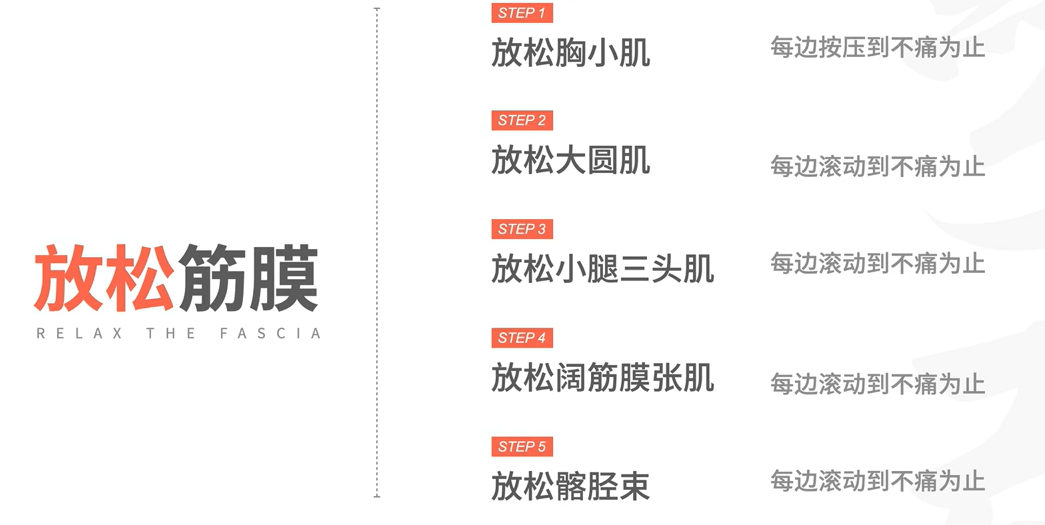 放松筋膜
RELAX THE FASCIA
STEP 1
放松胸小肌
每边按压到不痛为止
STEP 2
放松大圆肌
每边滚动到不痛为止
STEP 3
放松小腿三头肌
每边滚动到不痛为止
STEP 4
放松阔筋膜张肌
每边滚动到不痛为止
STEP 5
放松髂胫束
每边滚动到不痛为止